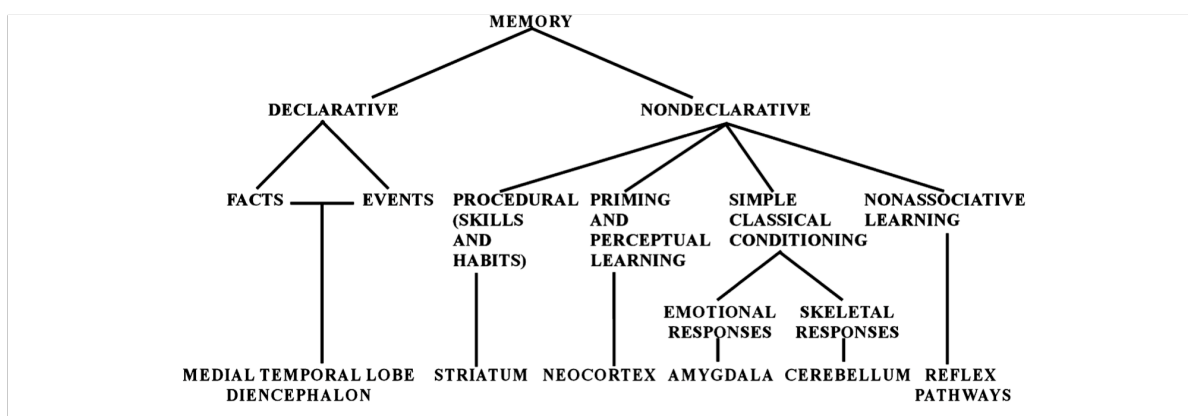 MEMORY
DECLARATIVE
NONDECLARATIVE
FACTS
EVENTS
PROCEDURAL
(SKILLS
AND
HABITS)
PRIMING
AND
PERCEPTUAL
LEARNING
SIMPLE
CLASSICAL
CONDITIONING
NONASSOCIATIVE
LEARNING
EMOTIONAL
RESPONSES
SKELETAL
RESPONSES
MEDIAL TEMPORAL LOBE
DIENCEPHALON
STRIATUM
NEOCORTEX
AMYGDALA
CEREBELLUM
REFLEX
PATHWAYS